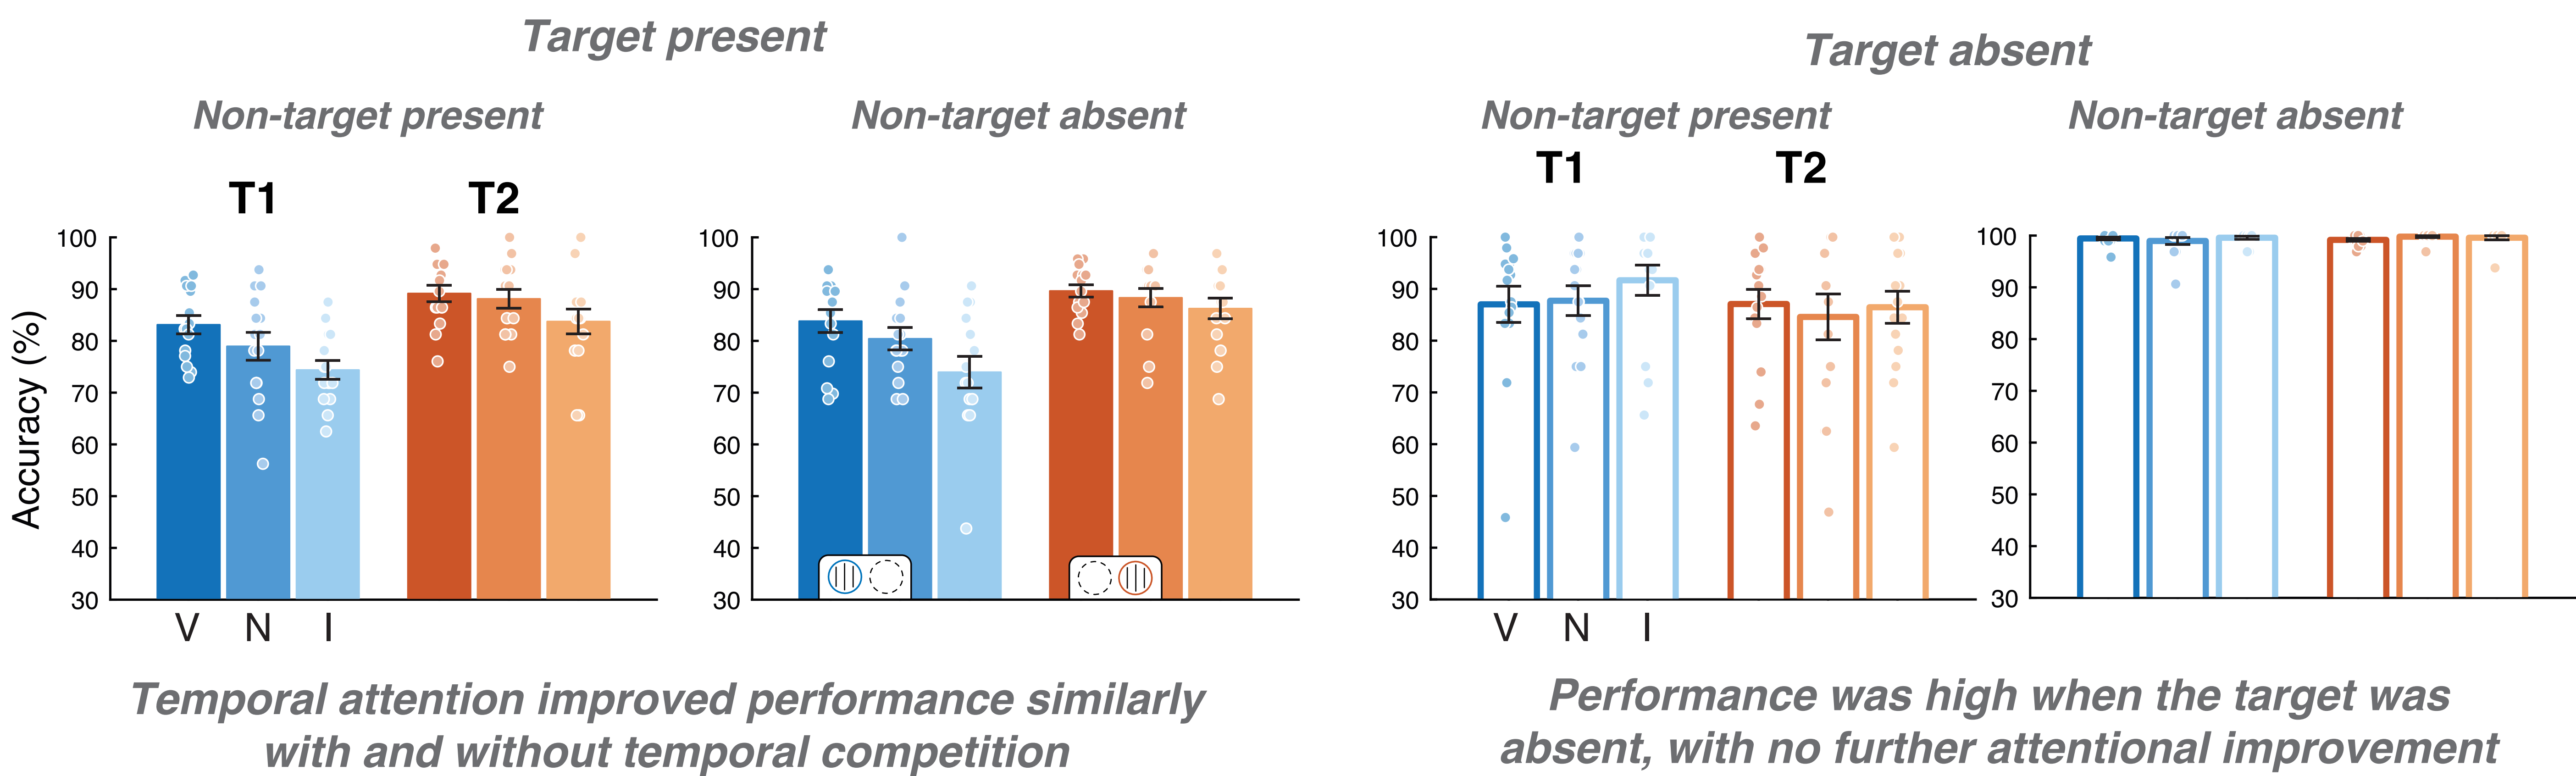 Target present
Target absent
Non-target present
Non-target absent
Non-target present
Non-target absent
T1
T2
T1
T2
Accuracy (%)
100
90
80
70
60
50
40
30
V
N
I
100
90
80
70
60
50
40
30
100
90
80
70
60
50
40
30
V
N
I
100
90
80
70
60
50
40
30
Temporal attention improved performance similarly
with and without temporal competition
Performance was high when the target was
absent, with no further attentional improvement